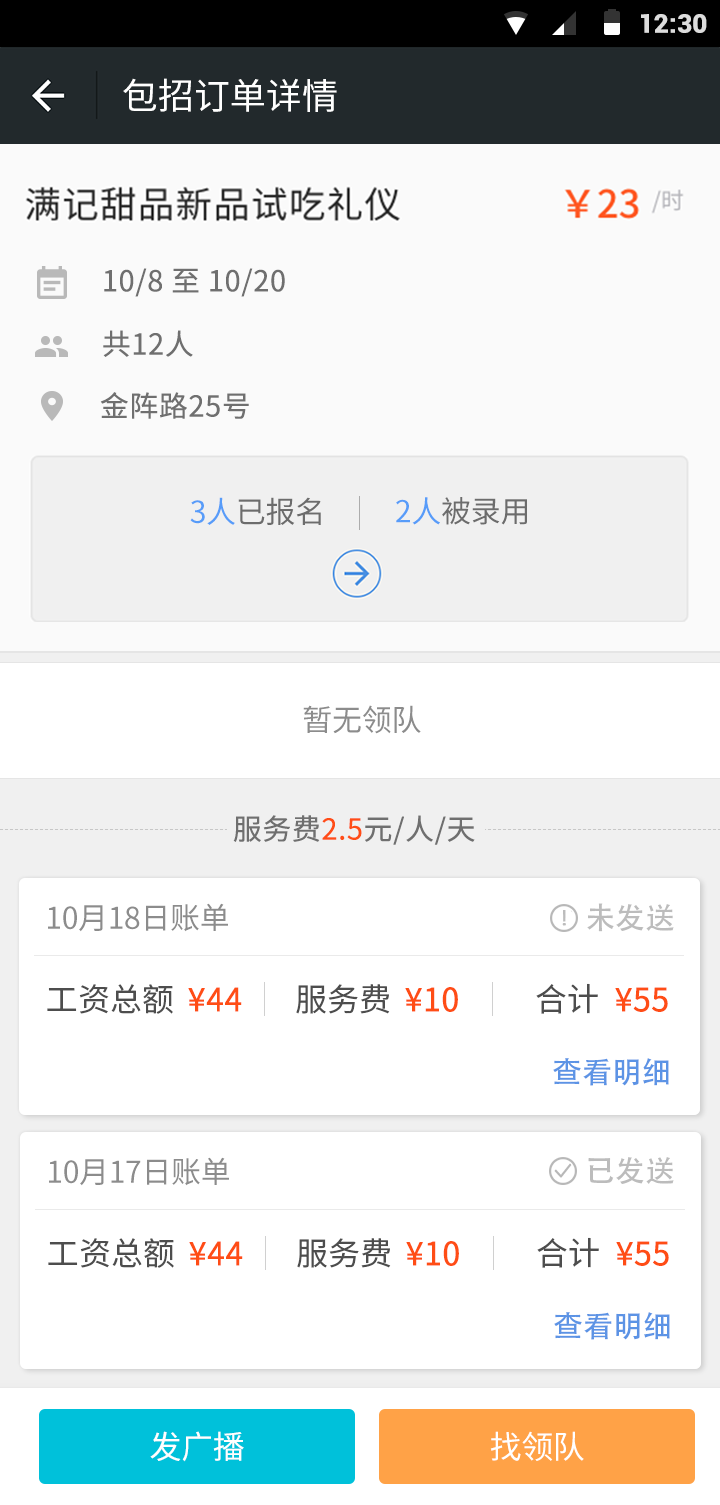 12:30
包招订单详情
满记甜品新品试吃礼仪 ¥23 /时
10/8 至 10/20
共12人
金阵路25号
3人已报名 2人被录用
暂无领队
服务费2.5元/人/天
10月18日账单 未发送
工资总额 ¥44 服务费 ¥10 合计 ¥55
查看明细
10月17日账单 已发送
工资总额 ¥44 服务费 ¥10 合计 ¥55
查看明细
发广播 找领队